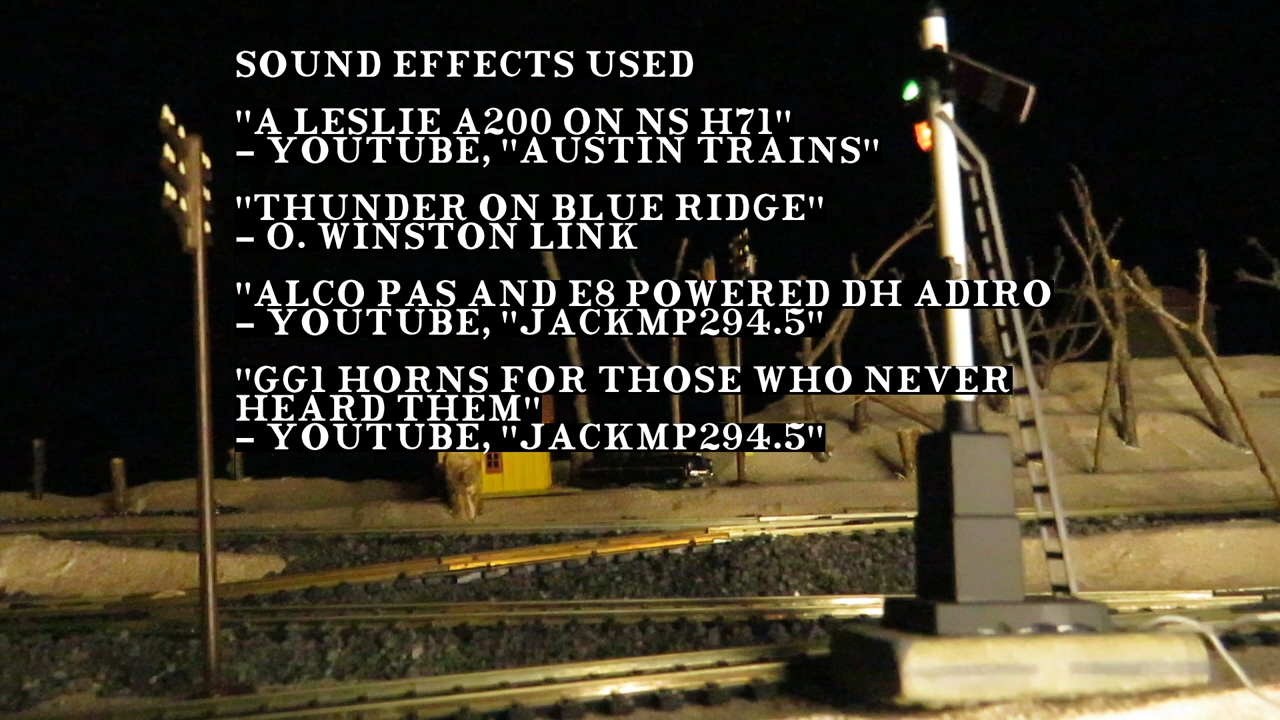 SOUND EFFECTS USED
"A LESLIE A200 ON NS H71"
– YOUTUBE, "AUSTIN TRAINS"
"THUNDER ON BLUE RIDGE"
– O. WINSTON LINK
"ALCO PAS AND E8 POWERED DH ADIRO
– YOUTUBE, "JACKMP294.5"
"GG1 HORNS FOR THOSE WHO NEVER
HEARD THEM"
– YOUTUBE, "JACKMP294.5"